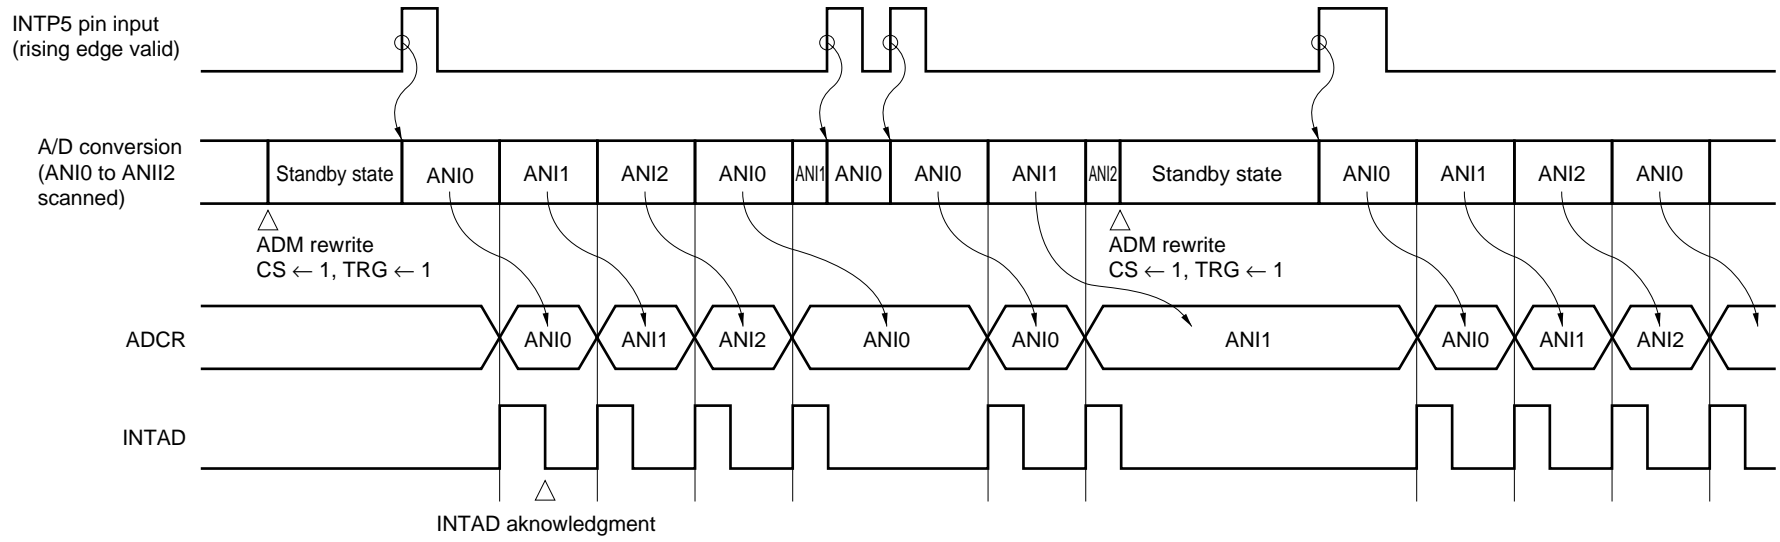 INTP5 pin input
(rising edge valid)
A/D conversion
(ANI0 to ANII2
scanned)
Standby state
ANI0
ANI1
ANI2
ANI0
ANI1
ANI0
ANI0
ANI1
ANI2
Standby state
ANI0
ANI1
ANI2
ANI0
ADM rewrite
CS ← 1, TRG ← 1
ADM rewrite
CS ← 1, TRG ← 1
ADCR
ANI0
ANI1
ANI2
ANI0
ANI0
ANI1
ANI0
ANI1
ANI2
INTAD
INTAD aknowledgment